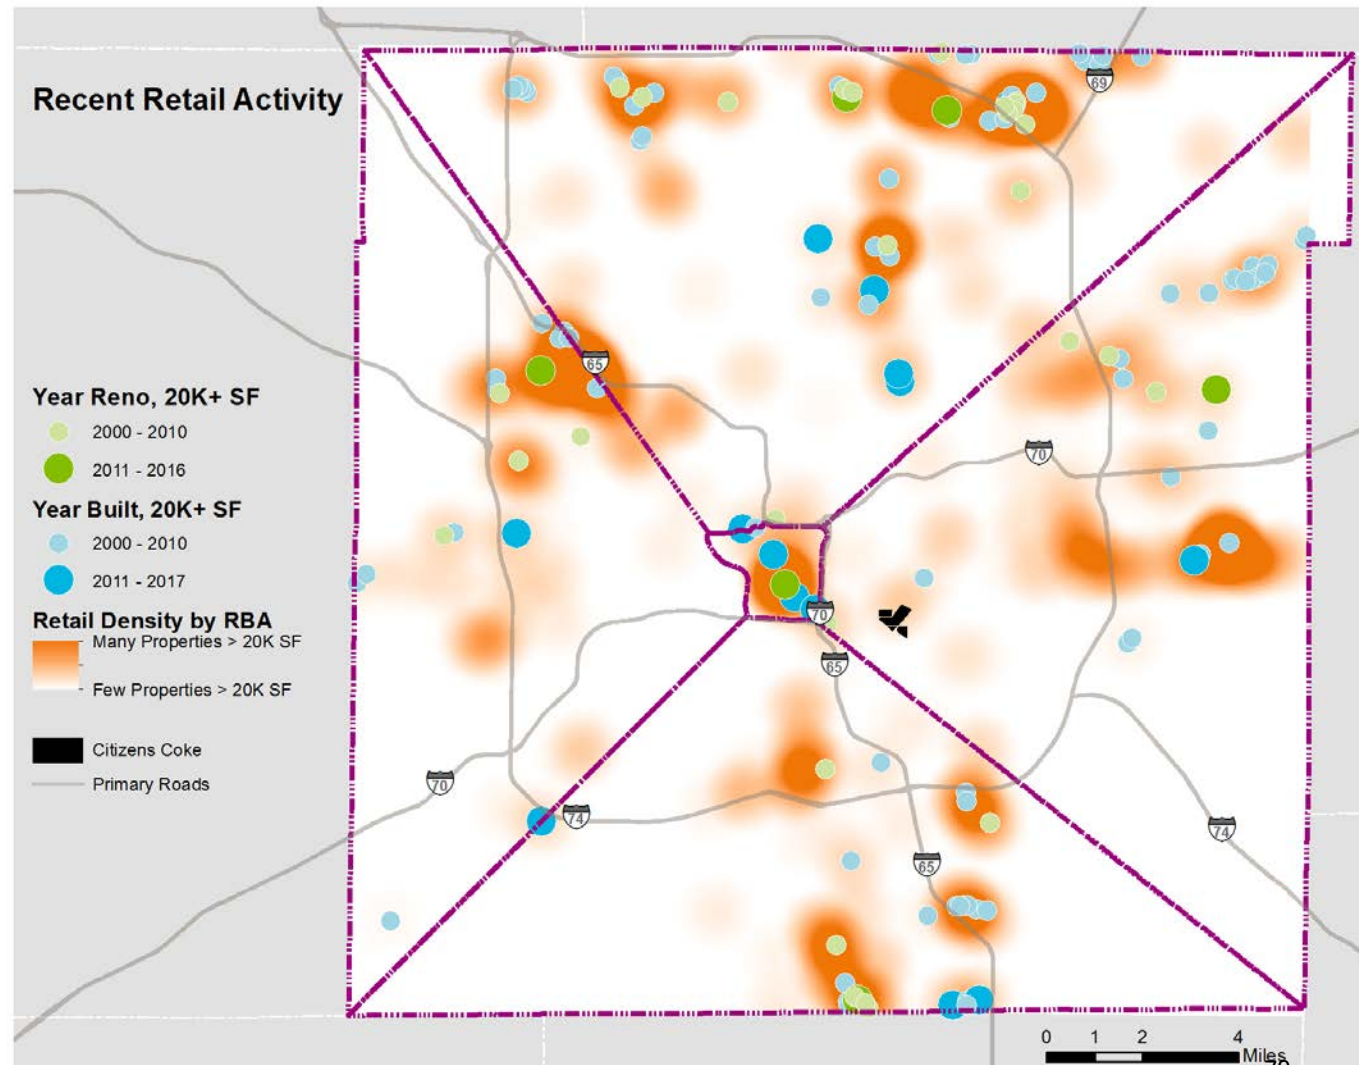 Recent Retail Activity
69
65
70
70
65
70
74
74
65
Year Reno, 20K+ SF
2000 - 2010
2011 - 2016
Year Built, 20K+ SF
2000 - 2010
2011 - 2017
Retail Density by RBA
Many Properties > 20K SF
Few Properties > 20K SF
Citizens Coke
Primary Roads
0 1 2 4
Miles